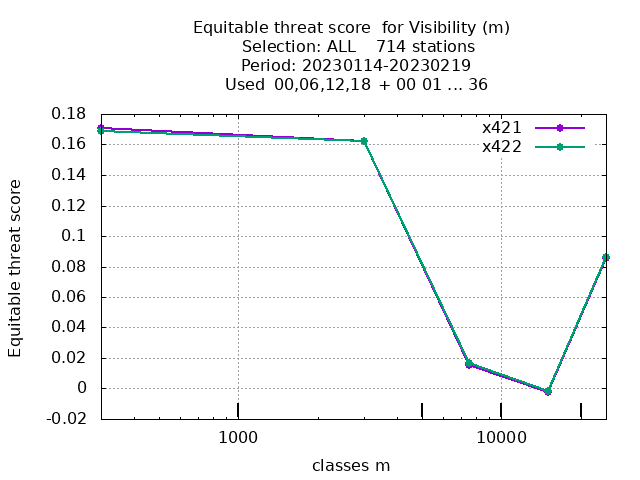 Equitable threat score  for Visibility (m)
Selection: ALL    714 stations
Period: 20230114-20230219
Used  00,06,12,18 + 00 01 ... 36
0.18
0.16
0.14
0.12
0.1
0.08
0.06
0.04
0.02
0
-0.02
Equitable threat score
x421
x422
1000
10000
classes m